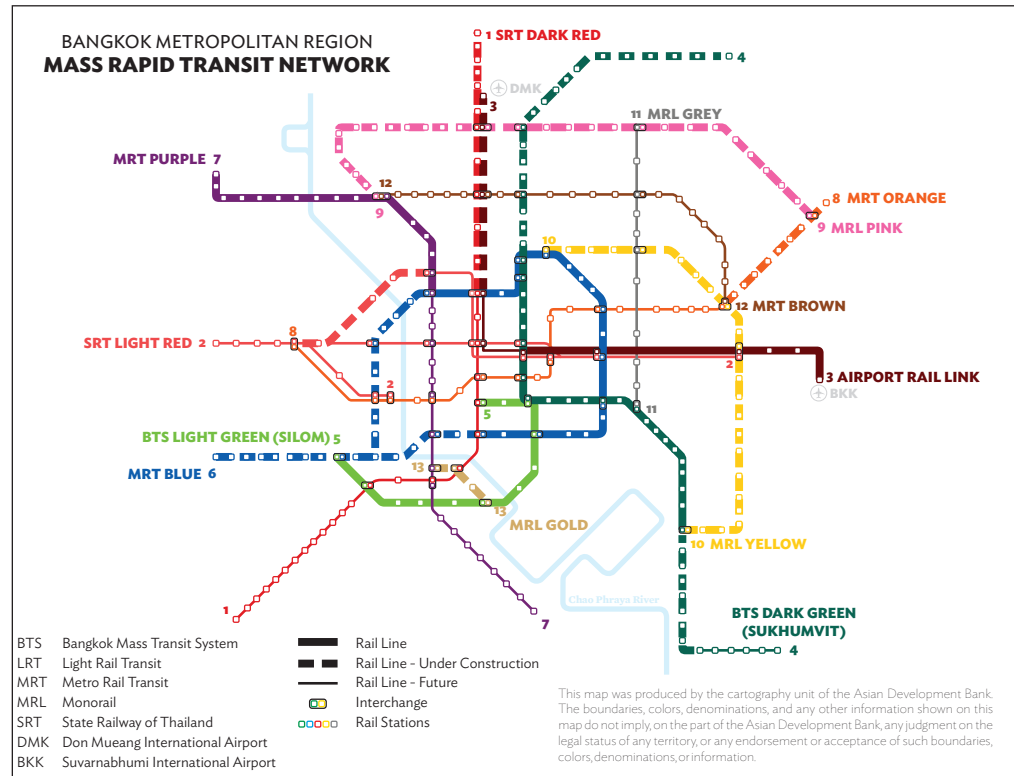 BANGKOK METROPOLITAN REGION
MASS RAPID TRANSIT NETWORK
1 SRT DARK RED
4
DMK
3
11 MRL GREY
MRT PURPLE 7
12
9
8 MRT ORANGE
9 MRL PINK
10
12 MRT BROWN
8
SRT LIGHT RED 2
2
2
3 AIRPORT RAIL LINK
BKK
5
11
BTS LIGHT GREEN (SILOM) 5
MRT BLUE 6
13
13
MRL GOLD
10 MRL YELLOW
Chao Phraya River
1
7
BTS DARK GREEN
(SUKHUMVIT)
4
BTS Bangkok Mass Transit System
LRT Light Rail Transit
MRT Metro Rail Transit
MRL Monorail
SRT State Railway of Thailand
DMK Don Mueang International Airport
BKK Suvarnabhumi International Airport
Rail Line
Rail Line - Under Construction
Rail Line - Future
Interchange
Rail Stations
This map was produced by the cartography unit of the Asian Development Bank.
The boundaries, colors, denominations, and any other information shown on this
map do not imply, on the part of the Asian Development Bank, any judgment on the
legal status of any territory, or any endorsement or acceptance of such boundaries,
colors, denominations, or information.